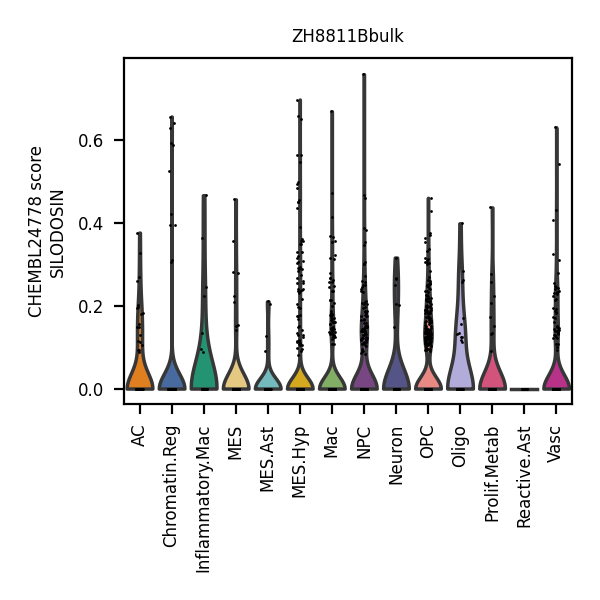 ZH8811Bbulk
CHEMBL24778 score
SILODOSIN
0.6
0.4
0.2
0.0
AC
Chromatin.Reg
Inflammatory.Mac
MES
MES.Ast
MES.Hyp
Mac
NPC
Neuron
OPC
Oligo
Prolif.Metab
Reactive.Ast
Vasc